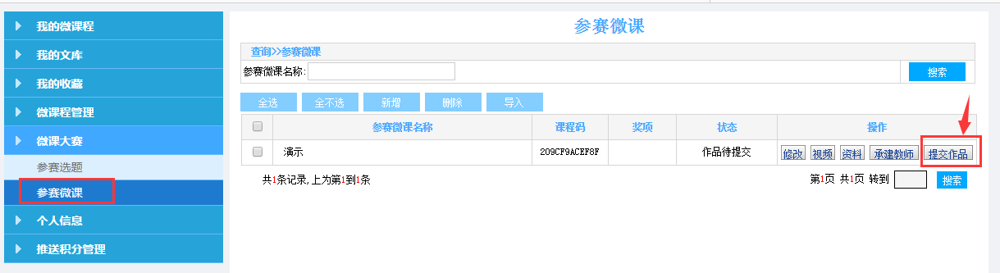 我的微课程
我的文库
我的收藏
微课程管理
微课大赛
参赛选题
参赛微课
个人信息
推送积分管理
参赛微课
查询>>参赛微课
参赛微课名称: 搜索
全选 全不选 新增 删除 导入
参赛微课名称 课程码 奖项 状态 操作
演示 209CF9ACEF8F 作品待提交 修改 视频 资料 承建教师 提交作品
共1条记录,上为第1到1条 第1页 共1页 转到 搜索